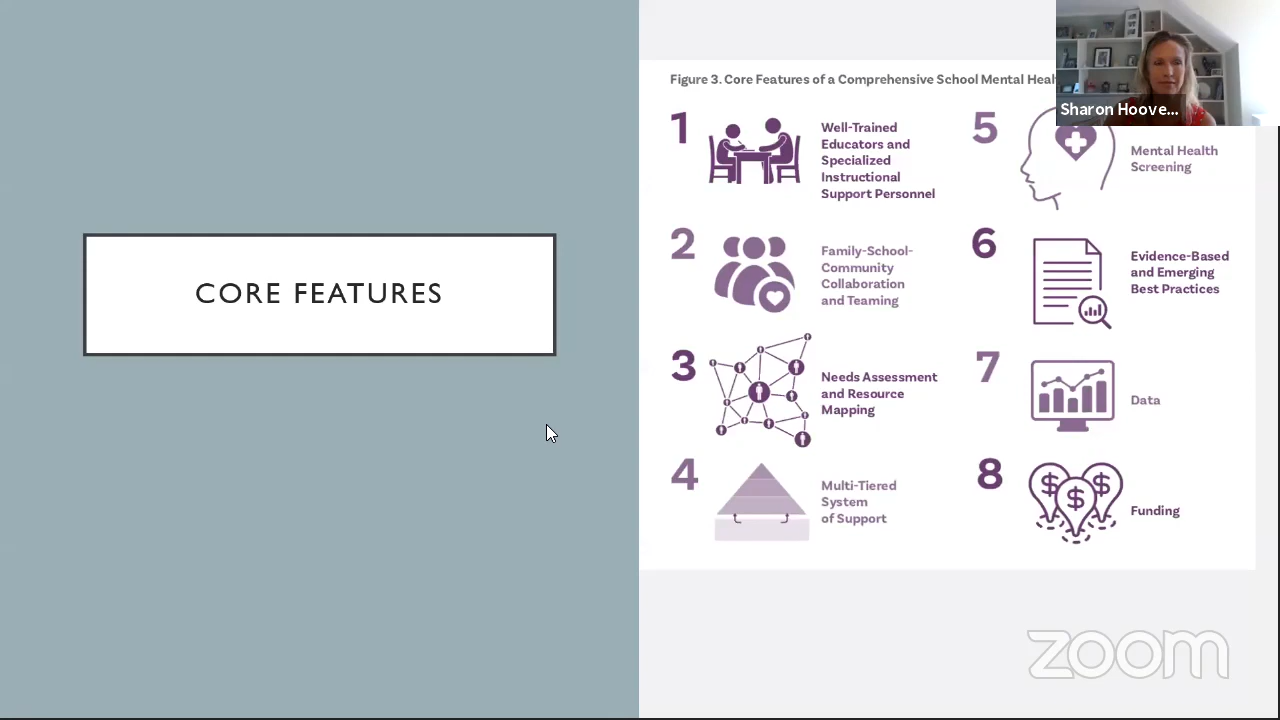 CORE FEATURES
Figure 3. Core Features of a Comprehensive School Mental
Sharon Hoove...
1
Well-Trained
Educators and
Specialized
Instructional
Support Personnel
2
Family-School-
Community
Collaboration
and Teaming
3
Needs Assessment
and Resource
Mapping
4
Multi-Tiered
System
of Support
5
Mental Health
Screening
6
Evidence-Based
and Emerging
Best Practices
7
Data
8
$ $ $
Funding
zoom